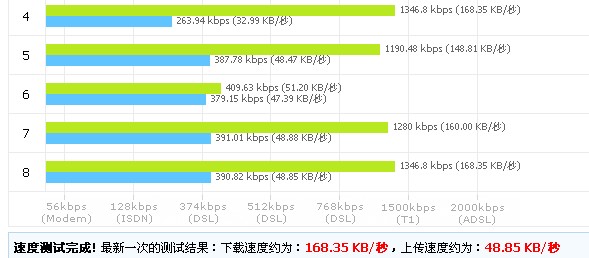 4 1346.8 kbps (168.35 KB/秒)
263.94 kbps (32.99 KB/秒)
5 1190.48 kbps (148.81 KB/秒)
387.78 kbps (48.47 KB/秒)
6 409.63 kbps (51.20 KB/秒)
379.15 kbps (47.39 KB/秒)
7 1280 kbps (160.00 KB/秒)
391.01 kbps (48.88 KB/秒)
8 1346.8 kbps (168.35 KB/秒)
390.82 kbps (48.85 KB/秒)
56kbps 128kbps 374kbps 512kbps 768kbps 1500kbps 2000kbps
(Modem) (ISDN) (DSL) (DSL) (DSL) (T1) (ADSL)
速度测试完成! 最新一次的测试结果：下载速度约为：168.35 KB/秒，上传速度约为：48.85 KB/秒